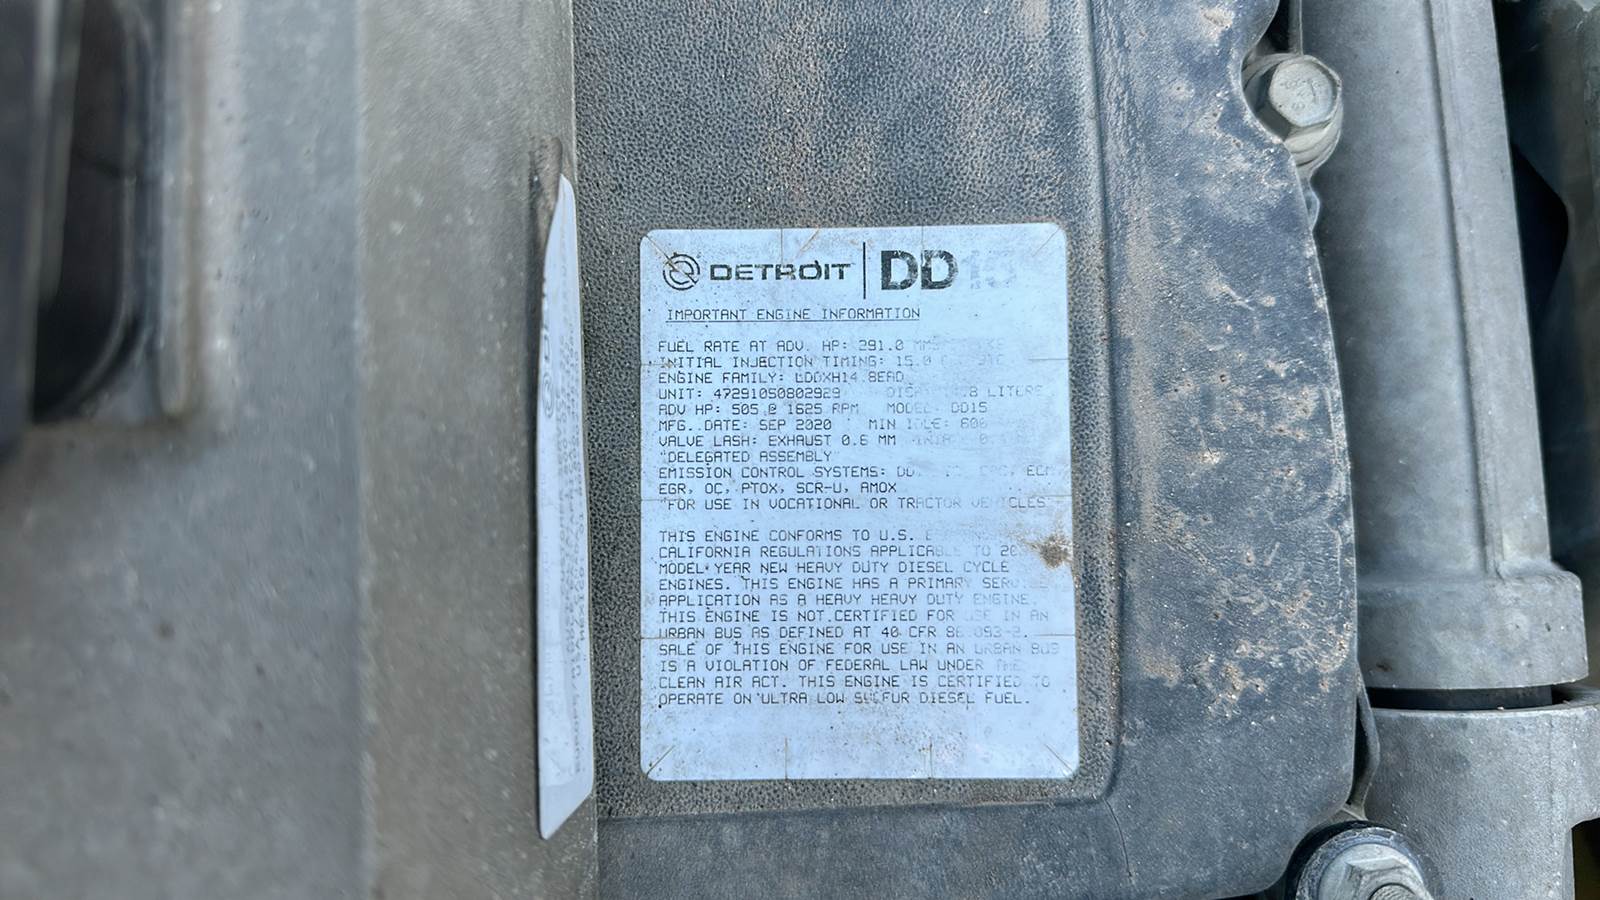 DETROIT DD15
IMPORTANT ENGINE INFORMATION
FUEL RATE AT ADV. HP: 291.0
INITIAL INJECTION TIMING: 15.0
ENGINE FAMILY: LDDXH14.8EAD
UNIT: 472910S0802929 LITERS
ADV HP: 505 @ 1625 RPM MODEL: DD15
MFG. DATE: SEP 2020 MIN IDLE: 600
VALVE LASH: EXHAUST 0.6 MM
"DELEGATED ASSEMBLY"
EMISSION CONTROL SYSTEMS: ECM
EGR, OC, PTOX, SCR-U, AMOX
"FOR USE IN VOCATIONAL OR TRACTOR VEHICLES"
THIS ENGINE CONFORMS TO U.S.
CALIFORNIA REGULATIONS APPLICABLE TO
MODEL YEAR NEW HEAVY DUTY DIESEL CYCLE
ENGINES. THIS ENGINE HAS A PRIMARY SERVICE
APPLICATION AS A HEAVY HEAVY DUTY ENGINE.
THIS ENGINE IS NOT CERTIFIED FOR USE IN AN
URBAN BUS AS DEFINED AT 40 CFR 86.093-2.
SALE OF THIS ENGINE FOR USE IN AN URBAN BUS
IS A VIOLATION OF FEDERAL LAW UNDER THE
CLEAN AIR ACT. THIS ENGINE IS CERTIFIED TO
OPERATE ON ULTRA LOW SULFUR DIESEL FUEL.